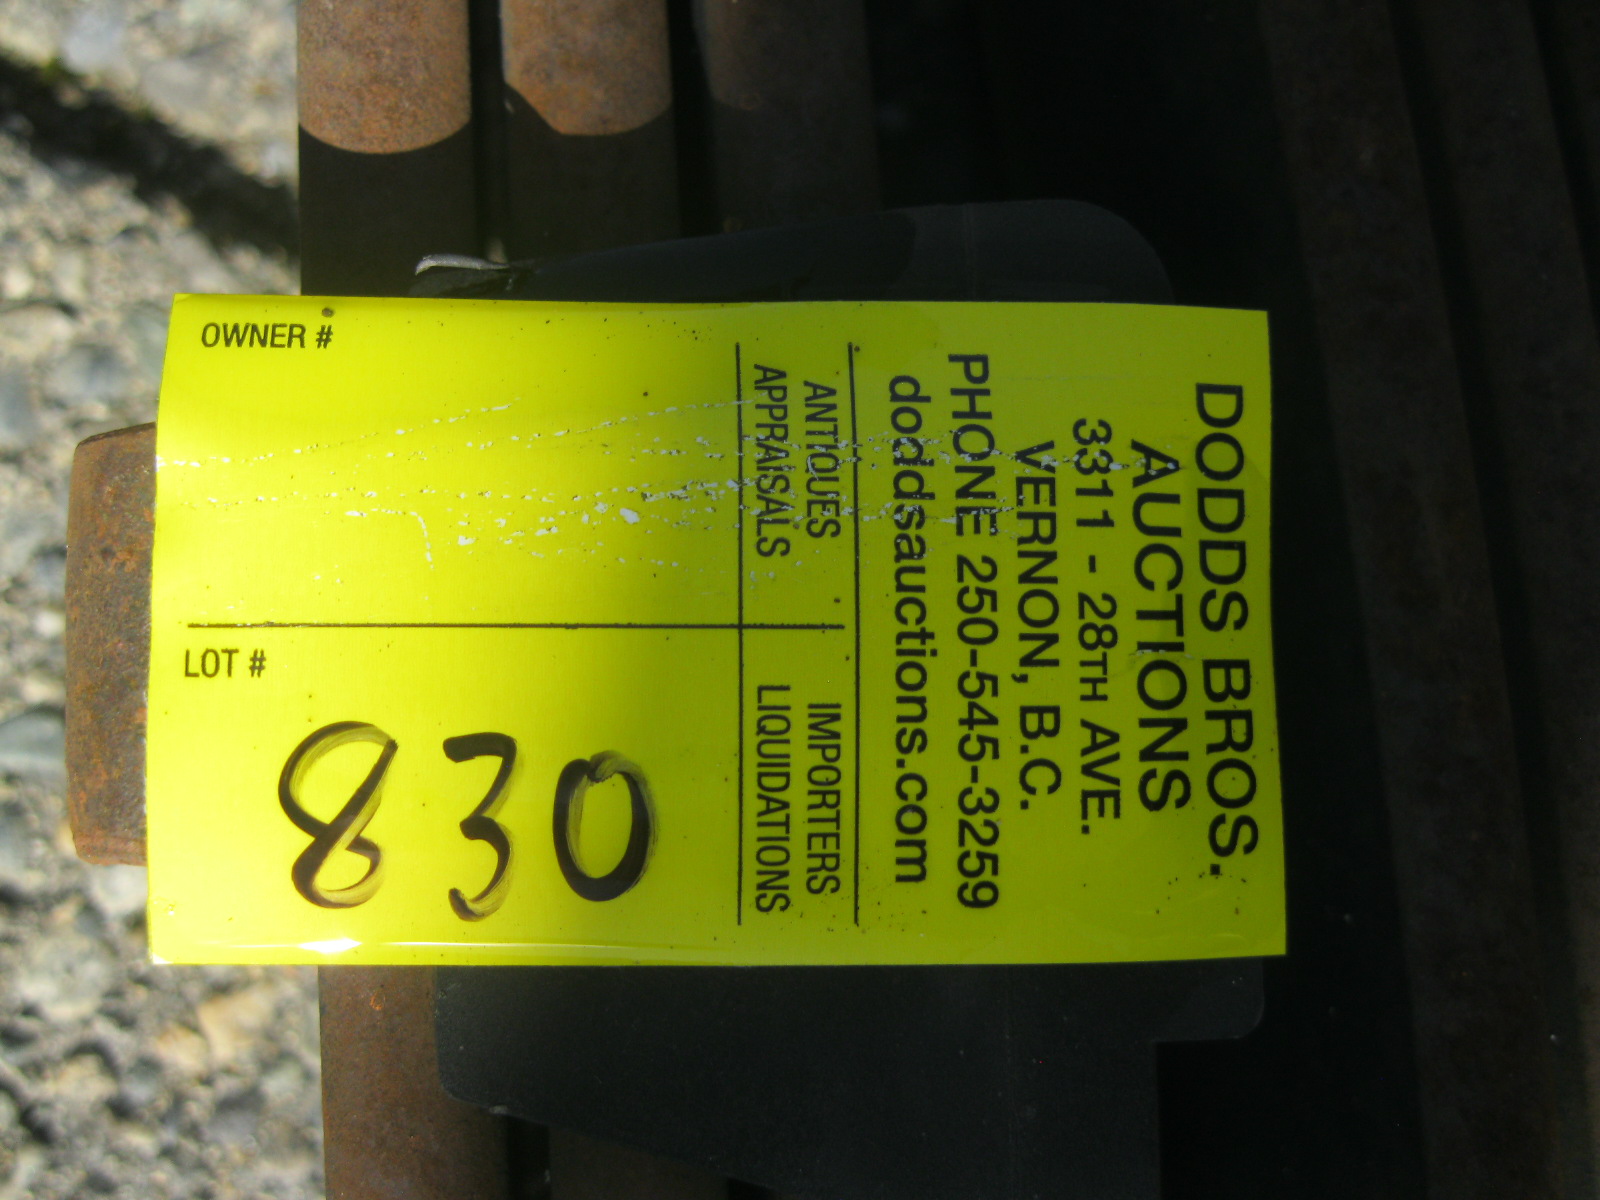 DODDS BROS.
AUCTIONS
3311 - 28TH AVE.
VERNON, B.C.
PHONE 250-545-3259
doddsauctions.com
ANTIQUES IMPORTERS
APPRAISALS LIQUIDATIONS
OWNER #
LOT #
830